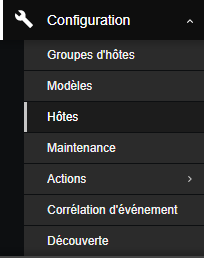 Configuration
Groupes d'hôtes
Modèles
Hôtes
Maintenance
Actions
Corrélation d'événement
Découverte